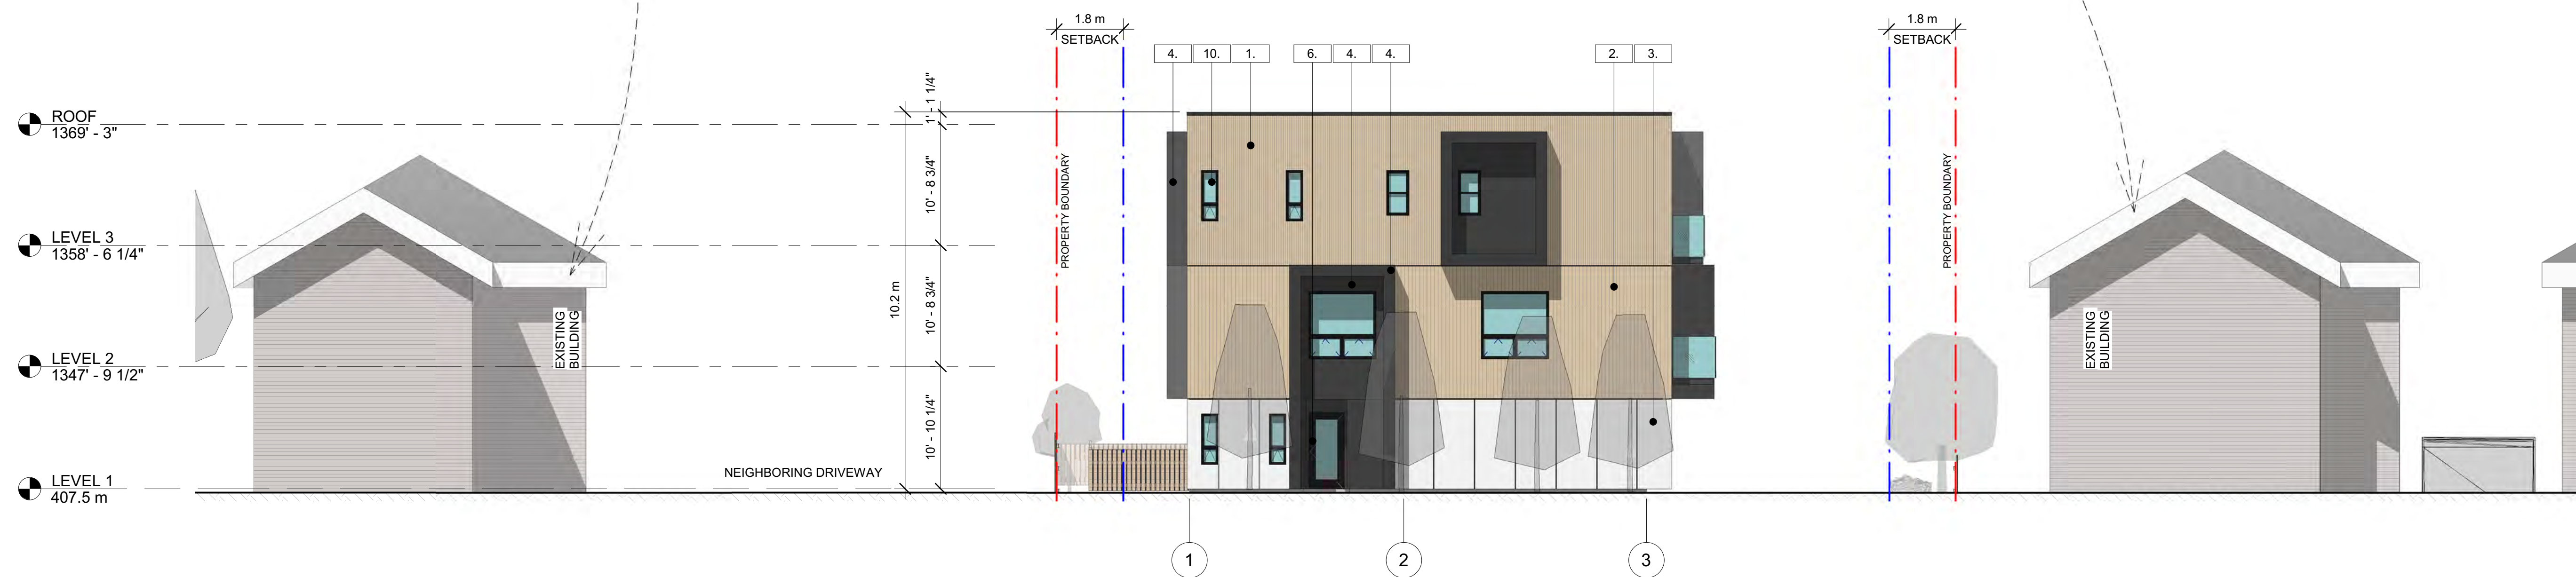 1.8 m
SETBACK
1.8 m
SETBACK
4.
10.
1.
6.
4.
4.
2.
3.
ROOF
1369' - 3"
LEVEL 3
1358' - 6 1/4"
LEVEL 2
1347' - 9 1/2"
LEVEL 1
407.5 m
EXISTING
BUILDING
NEIGHBORING DRIVEWAY
10.2 m
1' - 1 1/4"
10' - 8 3/4"
10' - 8 3/4"
10' - 10 1/4"
PROPERTY BOUNDARY
PROPERTY BOUNDARY
EXISTING
BUILDING
1
2
3